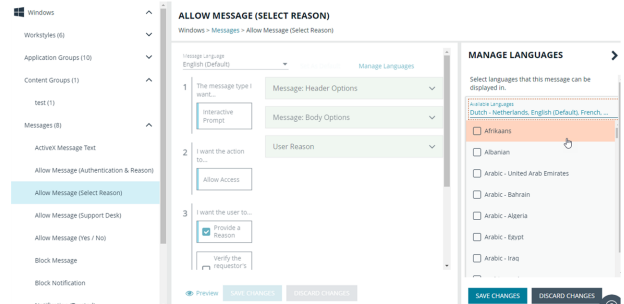 Windows
Workstyles (6)
Application Groups (10)
Content Groups (1)
test (1)
Messages (8)
ActiveX Message Text
Allow Message (Authentication & Reason)
Allow Message (Select Reason)
Allow Message (Support Desk)
Allow Message (Yes / No)
Block Message
Block Notification
ALLOW MESSAGE (SELECT REASON)
Windows > Messages > Allow Message (Select Reason)
Message Language
English (Default)
Manage Languages
1
The message type I
want...
Interactive
Prompt
2
I want the action
to...
Allow Access
3
I want the user to...
Provide a
Reason
Verify the
requestor's
Message: Header Options
Message: Body Options
User Reason
Preview
SAVE CHANGES
DISCARD CHANGES
MANAGE LANGUAGES
Select languages that this message can be
displayed in.
Available Languages
Dutch - Netherlands, English (Default), French, ...
Afrikaans
Albanian
Arabic - United Arab Emirates
Arabic - Bahrain
Arabic - Algeria
Arabic - Egypt
Arabic - Iraq
SAVE CHANGES
DISCARD CHANGES